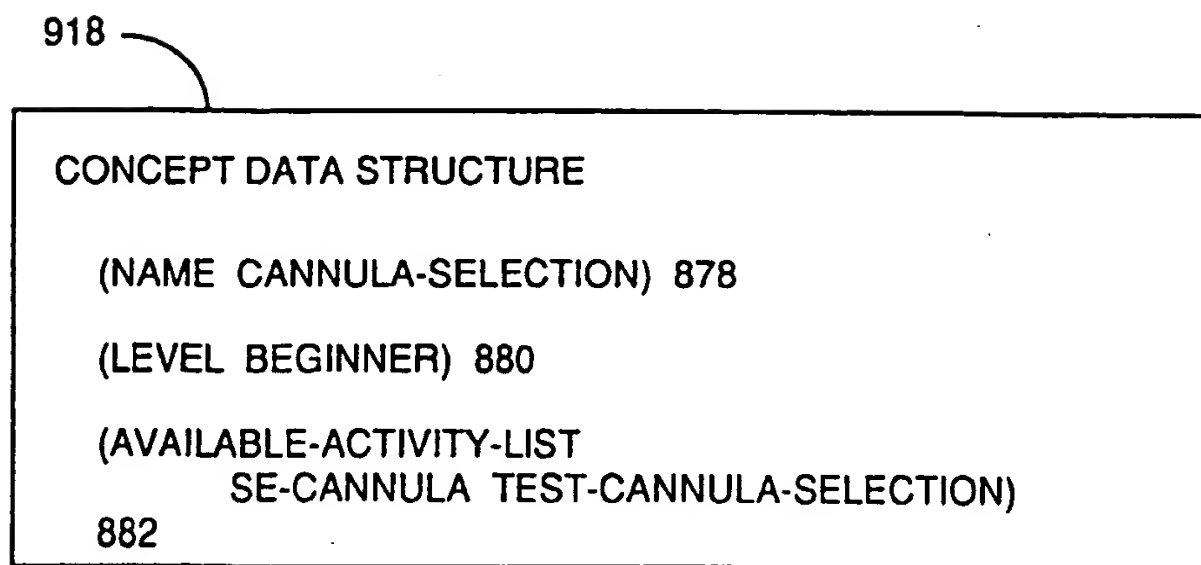 918
CONCEPT DATA STRUCTURE
(NAME CANNULA-SELECTION) 878
(LEVEL BEGINNER) 880
(AVAILABLE-ACTIVITY-LIST
SE-CANNULA TEST-CANNULA-SELECTION)
882